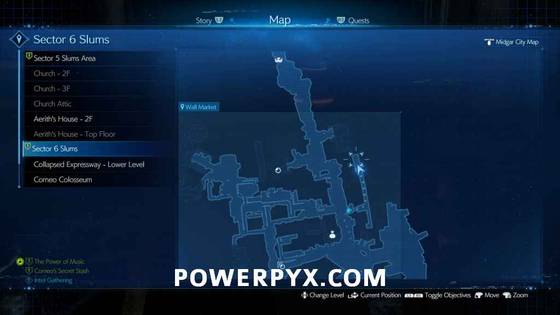 Story
Map
Quests
Sector 6 Slums
Midgar City Map
Sector 5 Slums Area
Church - 2F
Church - 3F
Church Attic
Aerith's House - 2F
Aerith's House - Top Floor
Sector 6 Slums
Collapsed Expressway - Lower Level
Corneo Colosseum
Wall Market
The Power of Music
Corneo's Secret Stash
Intel Gathering
POWERPYX.COM
Change Level
Current Position
Toggle Objectives
Move
Zoom